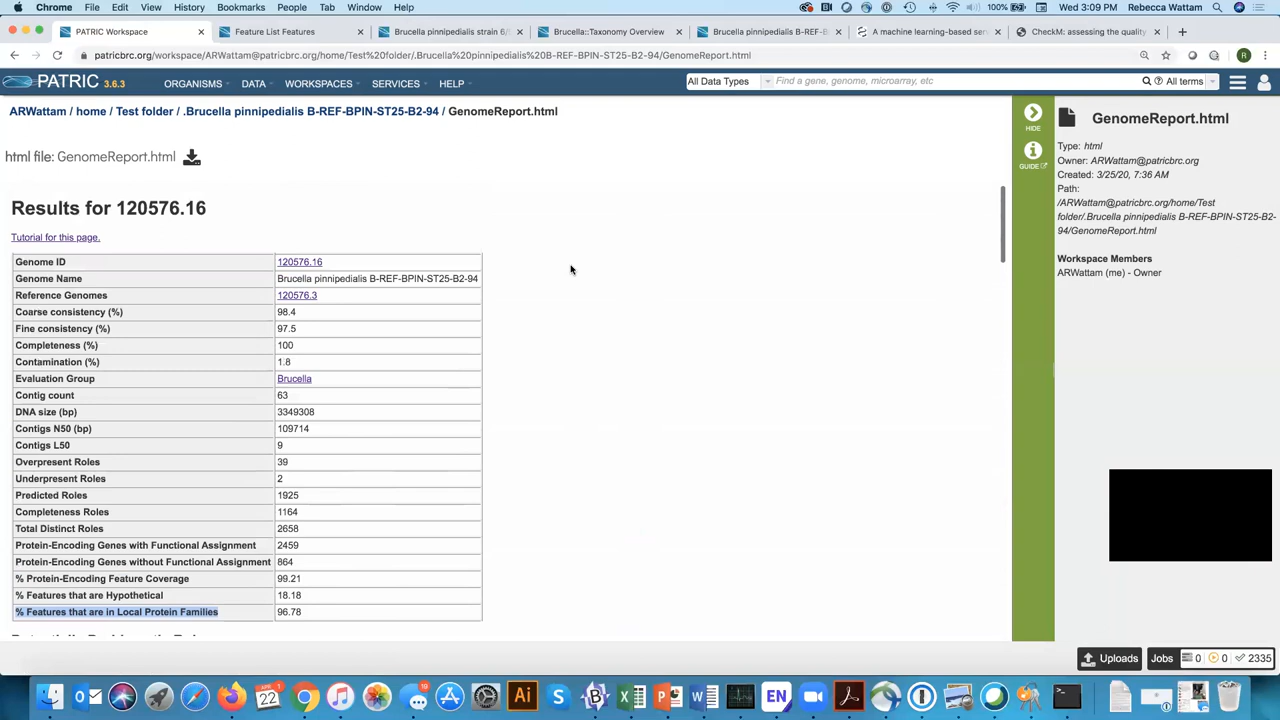 Chrome File Edit View History Bookmarks People Tab Window Help 100% Wed 3:09 PM Rebecca Wattam
PATRIC Workspace Feature List Features Brucella pinnipedialis strain 6/ Brucella::Taxonomy Overview Brucella pinnipedialis B-REF-B A machine learning-based ser CheckM: assessing the quality
patricbrc.org/workspace/ARWattam@patricbrc.org/home/Test%20folder/.Brucella%20pinnipedialis%20B-REF-BPIN-ST25-B2-94/GenomeReport.html R
PATRIC 3.6.3 ORGANISMS DATA WORKSPACES SERVICES HELP All Data Types Find a gene, genome, microarray, etc All terms
ARWattam / home / Test folder / .Brucella pinnipedialis B-REF-BPIN-ST25-B2-94 / GenomeReport.html
html file: GenomeReport.html
Results for 120576.16
Tutorial for this page.
Genome ID 120576.16
Genome Name Brucella pinnipedialis B-REF-BPIN-ST25-B2-94
Reference Genomes 120576.3
Coarse consistency (%) 98.4
Fine consistency (%) 97.5
Completeness (%) 100
Contamination (%) 1.8
Evaluation Group Brucella
Contig count 63
DNA size (bp) 3349308
Contigs N50 (bp) 109714
Contigs L50 9
Overpresent Roles 39
Underpresent Roles 2
Predicted Roles 1925
Completeness Roles 1164
Total Distinct Roles 2658
Protein-Encoding Genes with Functional Assignment 2459
Protein-Encoding Genes without Functional Assignment 864
% Protein-Encoding Feature Coverage 99.21
% Features that are Hypothetical 18.18
% Features that are in Local Protein Families 96.78
HIDE
GUIDE
GenomeReport.html
Type: html
Owner: ARWattam@patricbrc.org
Created: 3/25/20, 7:36 AM
Path:
/ARWattam@patricbrc.org/home/Test
folder/.Brucella pinnipedialis B-REF-BPIN-ST25-B2-
94/GenomeReport.html
Workspace Members
ARWattam (me) - Owner
Uploads Jobs 0 0 2335
APR 22 Ai S EN